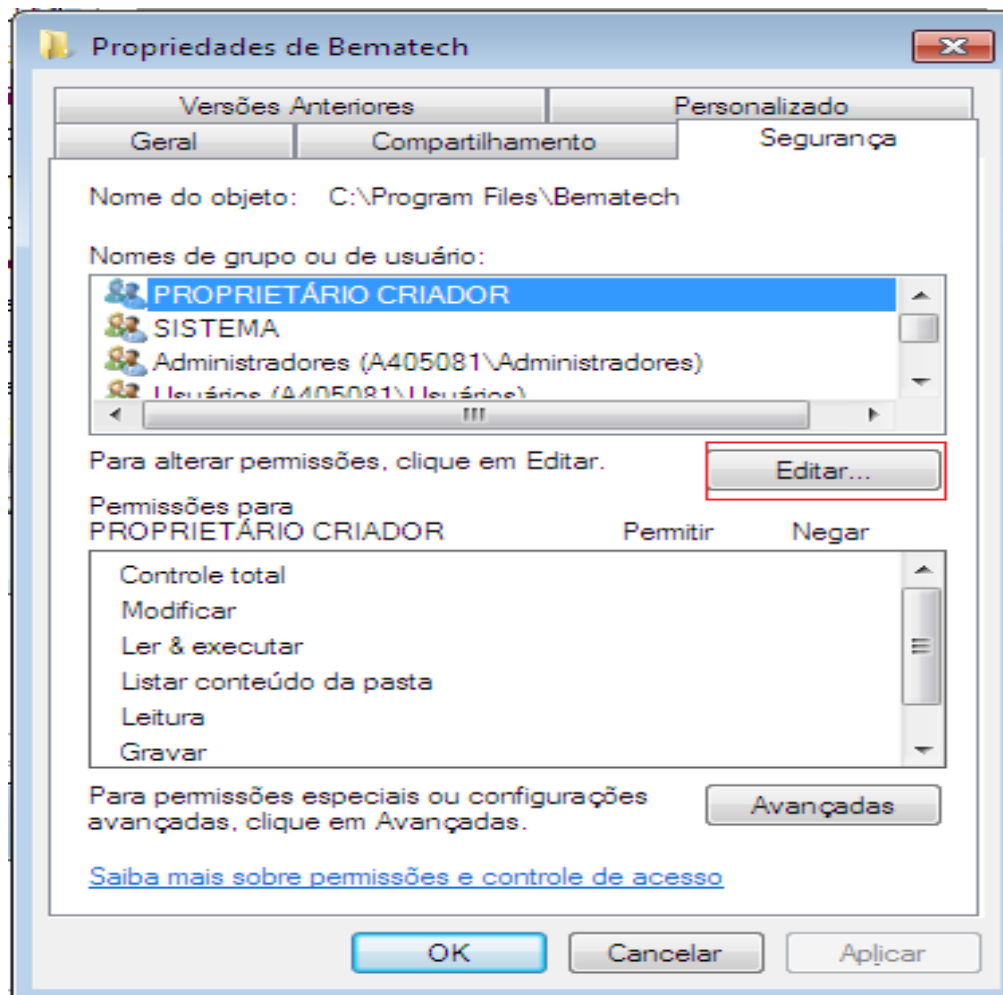 Propriedades de Bematech
Versões Anteriores
Personalizado
Geral
Compartilhamento
Segurança
Nome do objeto: C:\Program Files\Bematech
Nomes de grupo ou de usuário:
PROPRIETÁRIO CRIADOR
SISTEMA
Administradores (A405081\Administradores)
Usuários (A405081\Usuários)
Para alterar permissões, clique em Editar.
Editar...
Permissões para
PROPRIETÁRIO CRIADOR
Permitir
Negar
Controle total
Modificar
Ler & executar
Listar conteúdo da pasta
Leitura
Gravar
Para permissões especiais ou configurações
avançadas, clique em Avançadas.
Avançadas
Saiba mais sobre permissões e controle de acesso
OK
Cancelar
Aplicar